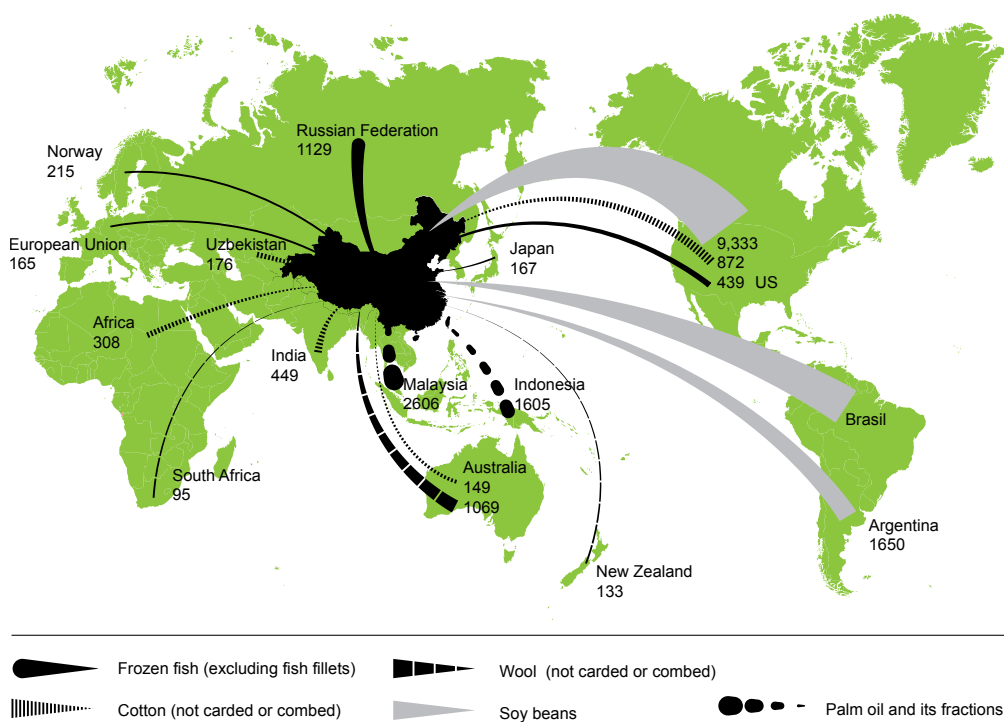 Russian Federation
1129
Norway
215
European Union
165
Uzbekistan
176
Japan
167
9,333
872
439 US
Africa
308
India
449
Malaysia
2606
Indonesia
1605
Brasil
South Africa
95
Australia
149
1069
Argentina
1650
New Zealand
133
Frozen fish (excluding fish fillets)
Wool (not carded or combed)
Cotton (not carded or combed)
Soy beans
Palm oil and its fractions